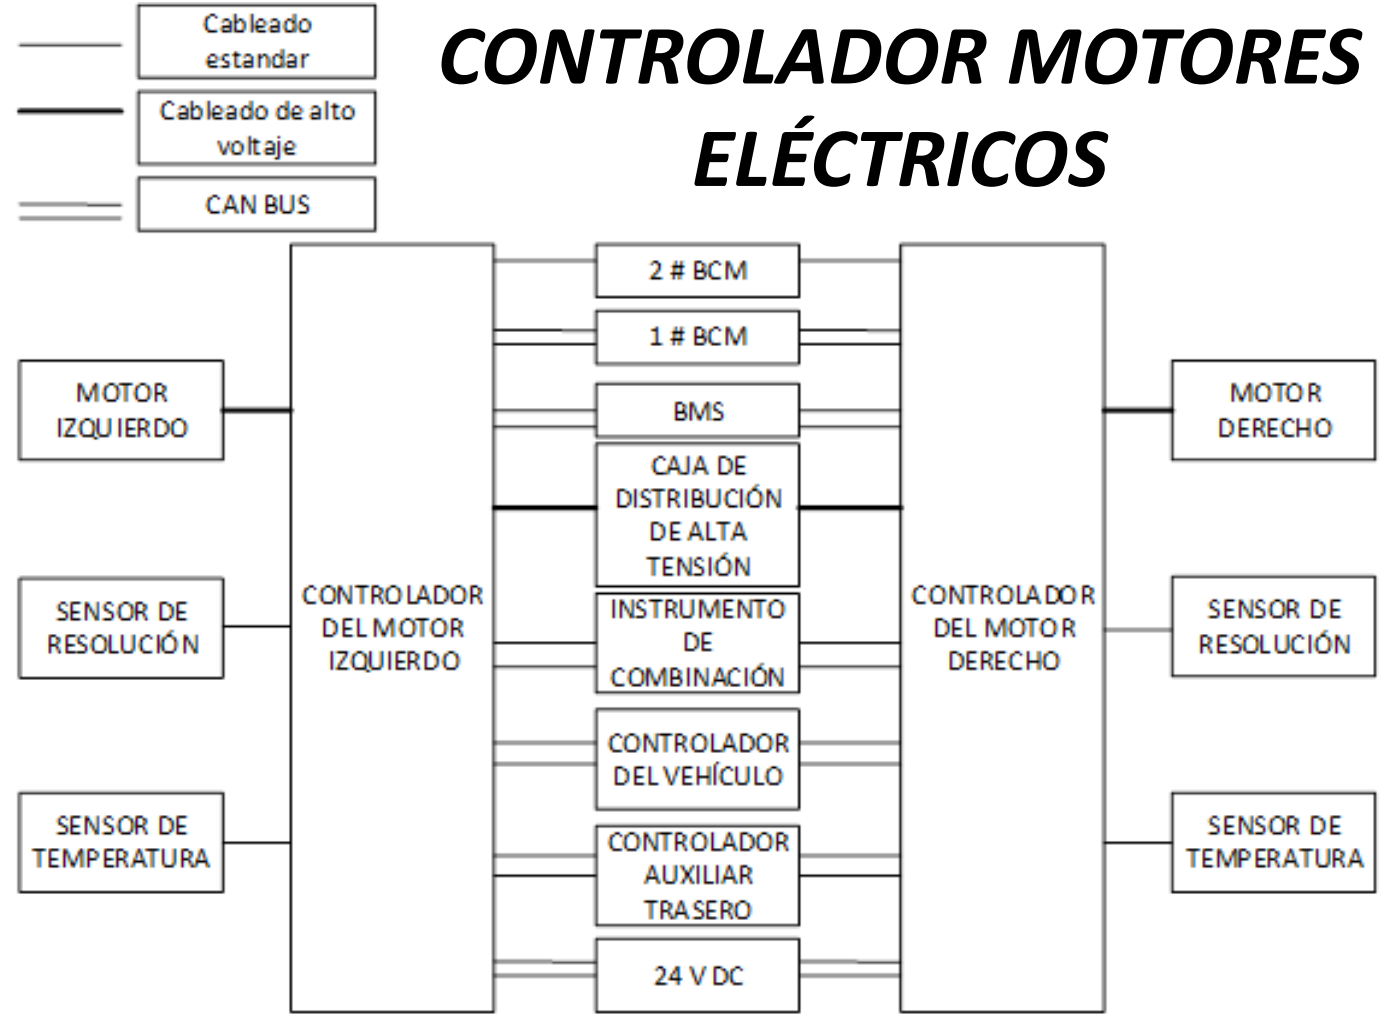 Cableado
estandar
Cableado de alto
voltaje
CAN BUS
CONTROLADOR MOTORES
ELÉCTRICOS
MOTOR
IZQUIERDO
SENSOR DE
RESOLUCIÓN
SENSOR DE
TEMPERATURA
CONTROLADOR
DEL MOTOR
IZQUIERDO
2 # BCM
1 # BCM
BMS
CAJA DE
DISTRIBUCIÓN
DE ALTA
TENSIÓN
INSTRUMENTO
DE
COMBINACIÓN
CONTROLADOR
DEL VEHÍCULO
CONTROLADOR
AUXILIAR
TRASERO
24 V DC
CONTROLADOR
DEL MOTOR
DERECHO
MOTOR
DERECHO
SENSOR DE
RESOLUCIÓN
SENSOR DE
TEMPERATURA